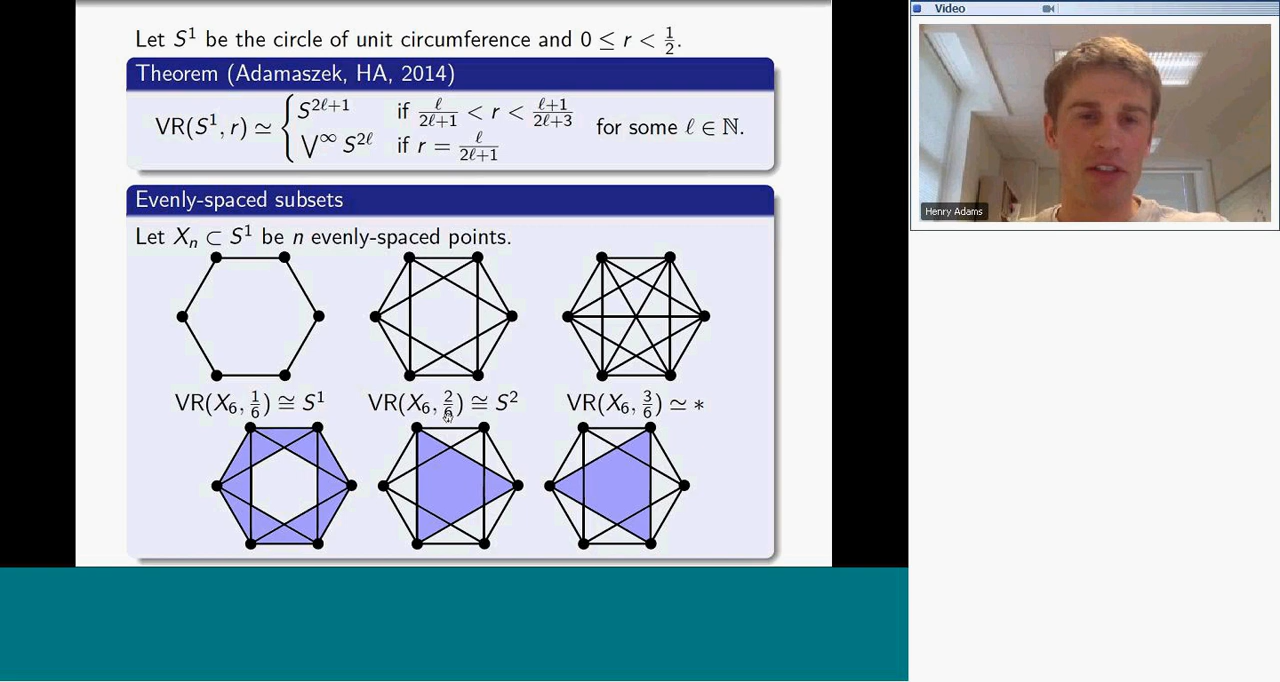 Let S¹ be the circle of unit circumference and 0 ≤ r < 1/2.
Theorem (Adamaszek, HA, 2014)
VR(S¹, r) ≃ { S^{2ℓ+1} if ℓ/(2ℓ+1) < r < (ℓ+1)/(2ℓ+3)
⋁^∞ S^{2ℓ} if r = ℓ/(2ℓ+1)
for some ℓ ∈ ℕ.
Evenly-spaced subsets
Let Xₙ ⊂ S¹ be n evenly-spaced points.
VR(X₆, 1/6) ≅ S¹ VR(X₆, 2/6) ≅ S² VR(X₆, 3/6) ≃ *
Video
Henry Adams